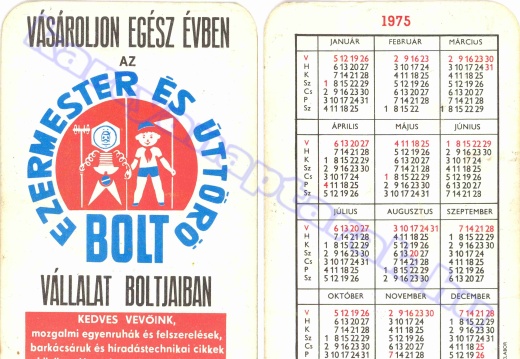 VÁSÁROLJON EGÉSZ ÉVBEN
AZ
EZERMESTER ÉS ÚTTÖRŐ
BOLT
VÁLLALAT BOLTJAIBAN
KEDVES VEVŐINK,
mozgalmi egyenruhák és felszerelések,
barkácsáruk és híradástechnikai cikkek
1975
JANUÁR FEBRUÁR MÁRCIUS
V 5 12 19 26 2 9 16 23 2 9 16 23 30
H 6 13 20 27 3 10 17 24 3 10 17 24 31
K 7 14 21 28 4 11 18 25 4 11 18 25
Sz 1 8 15 22 29 5 12 19 26 5 12 19 26
Cs 2 9 16 23 30 6 13 20 27 6 13 20 27
P 3 10 17 24 31 7 14 21 28 7 14 21 28
Sz 4 11 18 25 1 8 15 22 1 8 15 22 29
ÁPRILIS MÁJUS JÚNIUS
V 6 13 20 27 4 11 18 25 1 8 15 22 29
H 7 14 21 28 5 12 19 26 2 9 16 23 30
K 1 8 15 22 29 6 13 20 27 3 10 17 24
Sz 2 9 16 23 30 7 14 21 28 4 11 18 25
Cs 3 10 17 24 1 8 15 22 29 5 12 19 26
P 4 11 18 25 2 9 16 23 30 6 13 20 27
Sz 5 12 19 26 3 10 17 24 31 7 14 21 28
JÚLIUS AUGUSZTUS SZEPTEMBER
V 6 13 20 27 3 10 17 24 31 7 14 21 28
H 7 14 21 28 4 11 18 25 1 8 15 22 29
K 1 8 15 22 29 5 12 19 26 2 9 16 23 30
Sz 2 9 16 23 30 6 13 20 27 3 10 17 24
Cs 3 10 17 24 31 7 14 21 28 4 11 18 25
P 4 11 18 25 1 8 15 22 29 5 12 19 26
Sz 5 12 19 26 2 9 16 23 30 6 13 20 27
OKTÓBER NOVEMBER DECEMBER
V 5 12 19 26 2 9 16 23 30 7 14 21 28
H 6 13 20 27 3 10 17 24 1 8 15 22 29